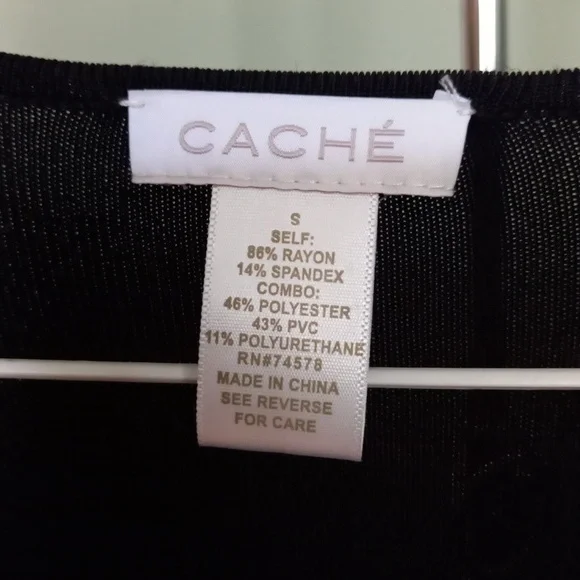 CACHÉ
S
SELF:
86% RAYON
14% SPANDEX
COMBO:
46% POLYESTER
43% PVC
11% POLYURETHANE
RN#74578
MADE IN CHINA
SEE REVERSE
FOR CARE